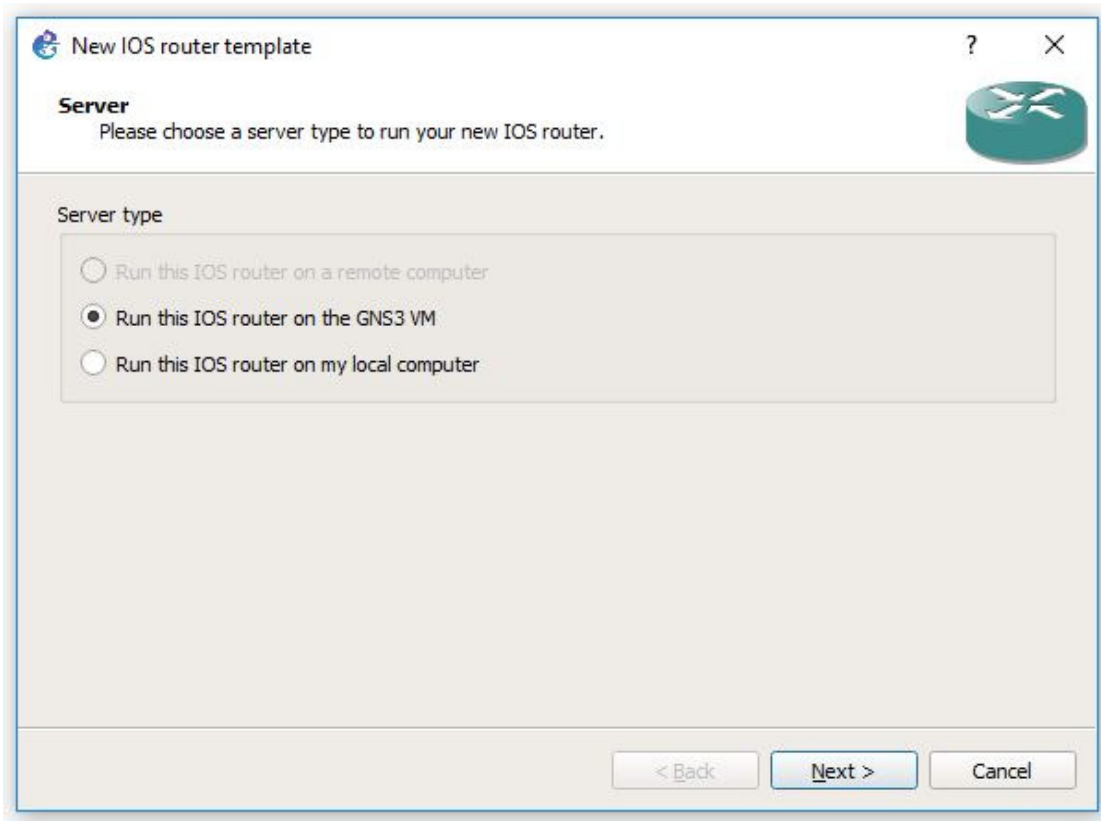 New IOS router template
?
Server
Please choose a server type to run your new IOS router.
Server type
Run this IOS router on a remote computer
Run this IOS router on the GNS3 VM
Run this IOS router on my local computer
< Back
Next >
Cancel